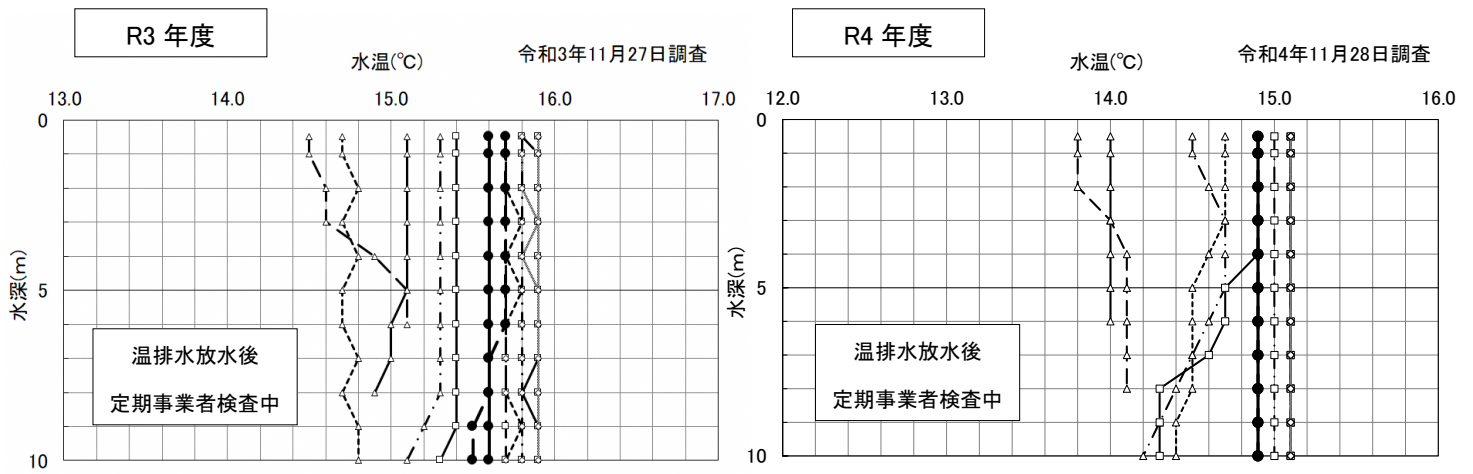 R3 年度
水温(℃)
令和3年11月27日調査
13.0 14.0 15.0 16.0 17.0
0
5
10
水深(m)
温排水放水後
定期事業者検査中
R4 年度
水温(℃)
令和4年11月28日調査
12.0 13.0 14.0 15.0 16.0
0
5
10
水深(m)
温排水放水後
定期事業者検査中